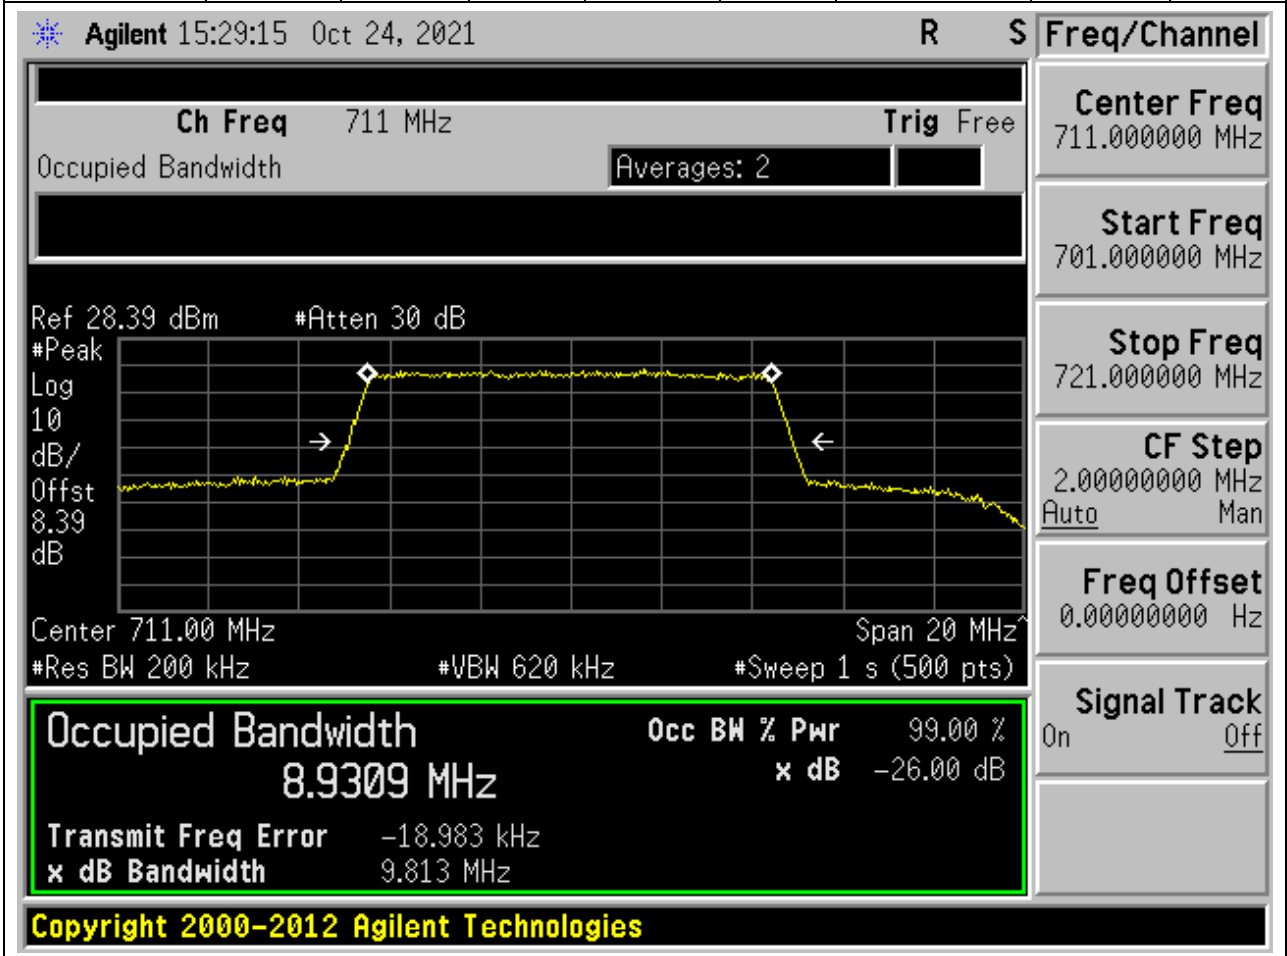 Agilent 15:29:15 Oct 24, 2021 R S Freq/Channel
Ch Freq 711 MHz Trig Free
Occupied Bandwidth Averages: 2
Ref 28.39 dBm #Atten 30 dB
#Peak
Log
10
dB/
Offst
8.39
dB
Center 711.00 MHz Span 20 MHz^
#Res BW 200 kHz #VBW 620 kHz #Sweep 1 s (500 pts)
Occupied Bandwidth Occ BW % Pwr 99.00 %
8.9309 MHz x dB -26.00 dB
Transmit Freq Error -18.983 kHz
x dB Bandwidth 9.813 MHz
Copyright 2000-2012 Agilent Technologies
Center Freq
711.000000 MHz
Start Freq
701.000000 MHz
Stop Freq
721.000000 MHz
CF Step
2.00000000 MHz
Auto Man
Freq Offset
0.00000000 Hz
Signal Track
On Off